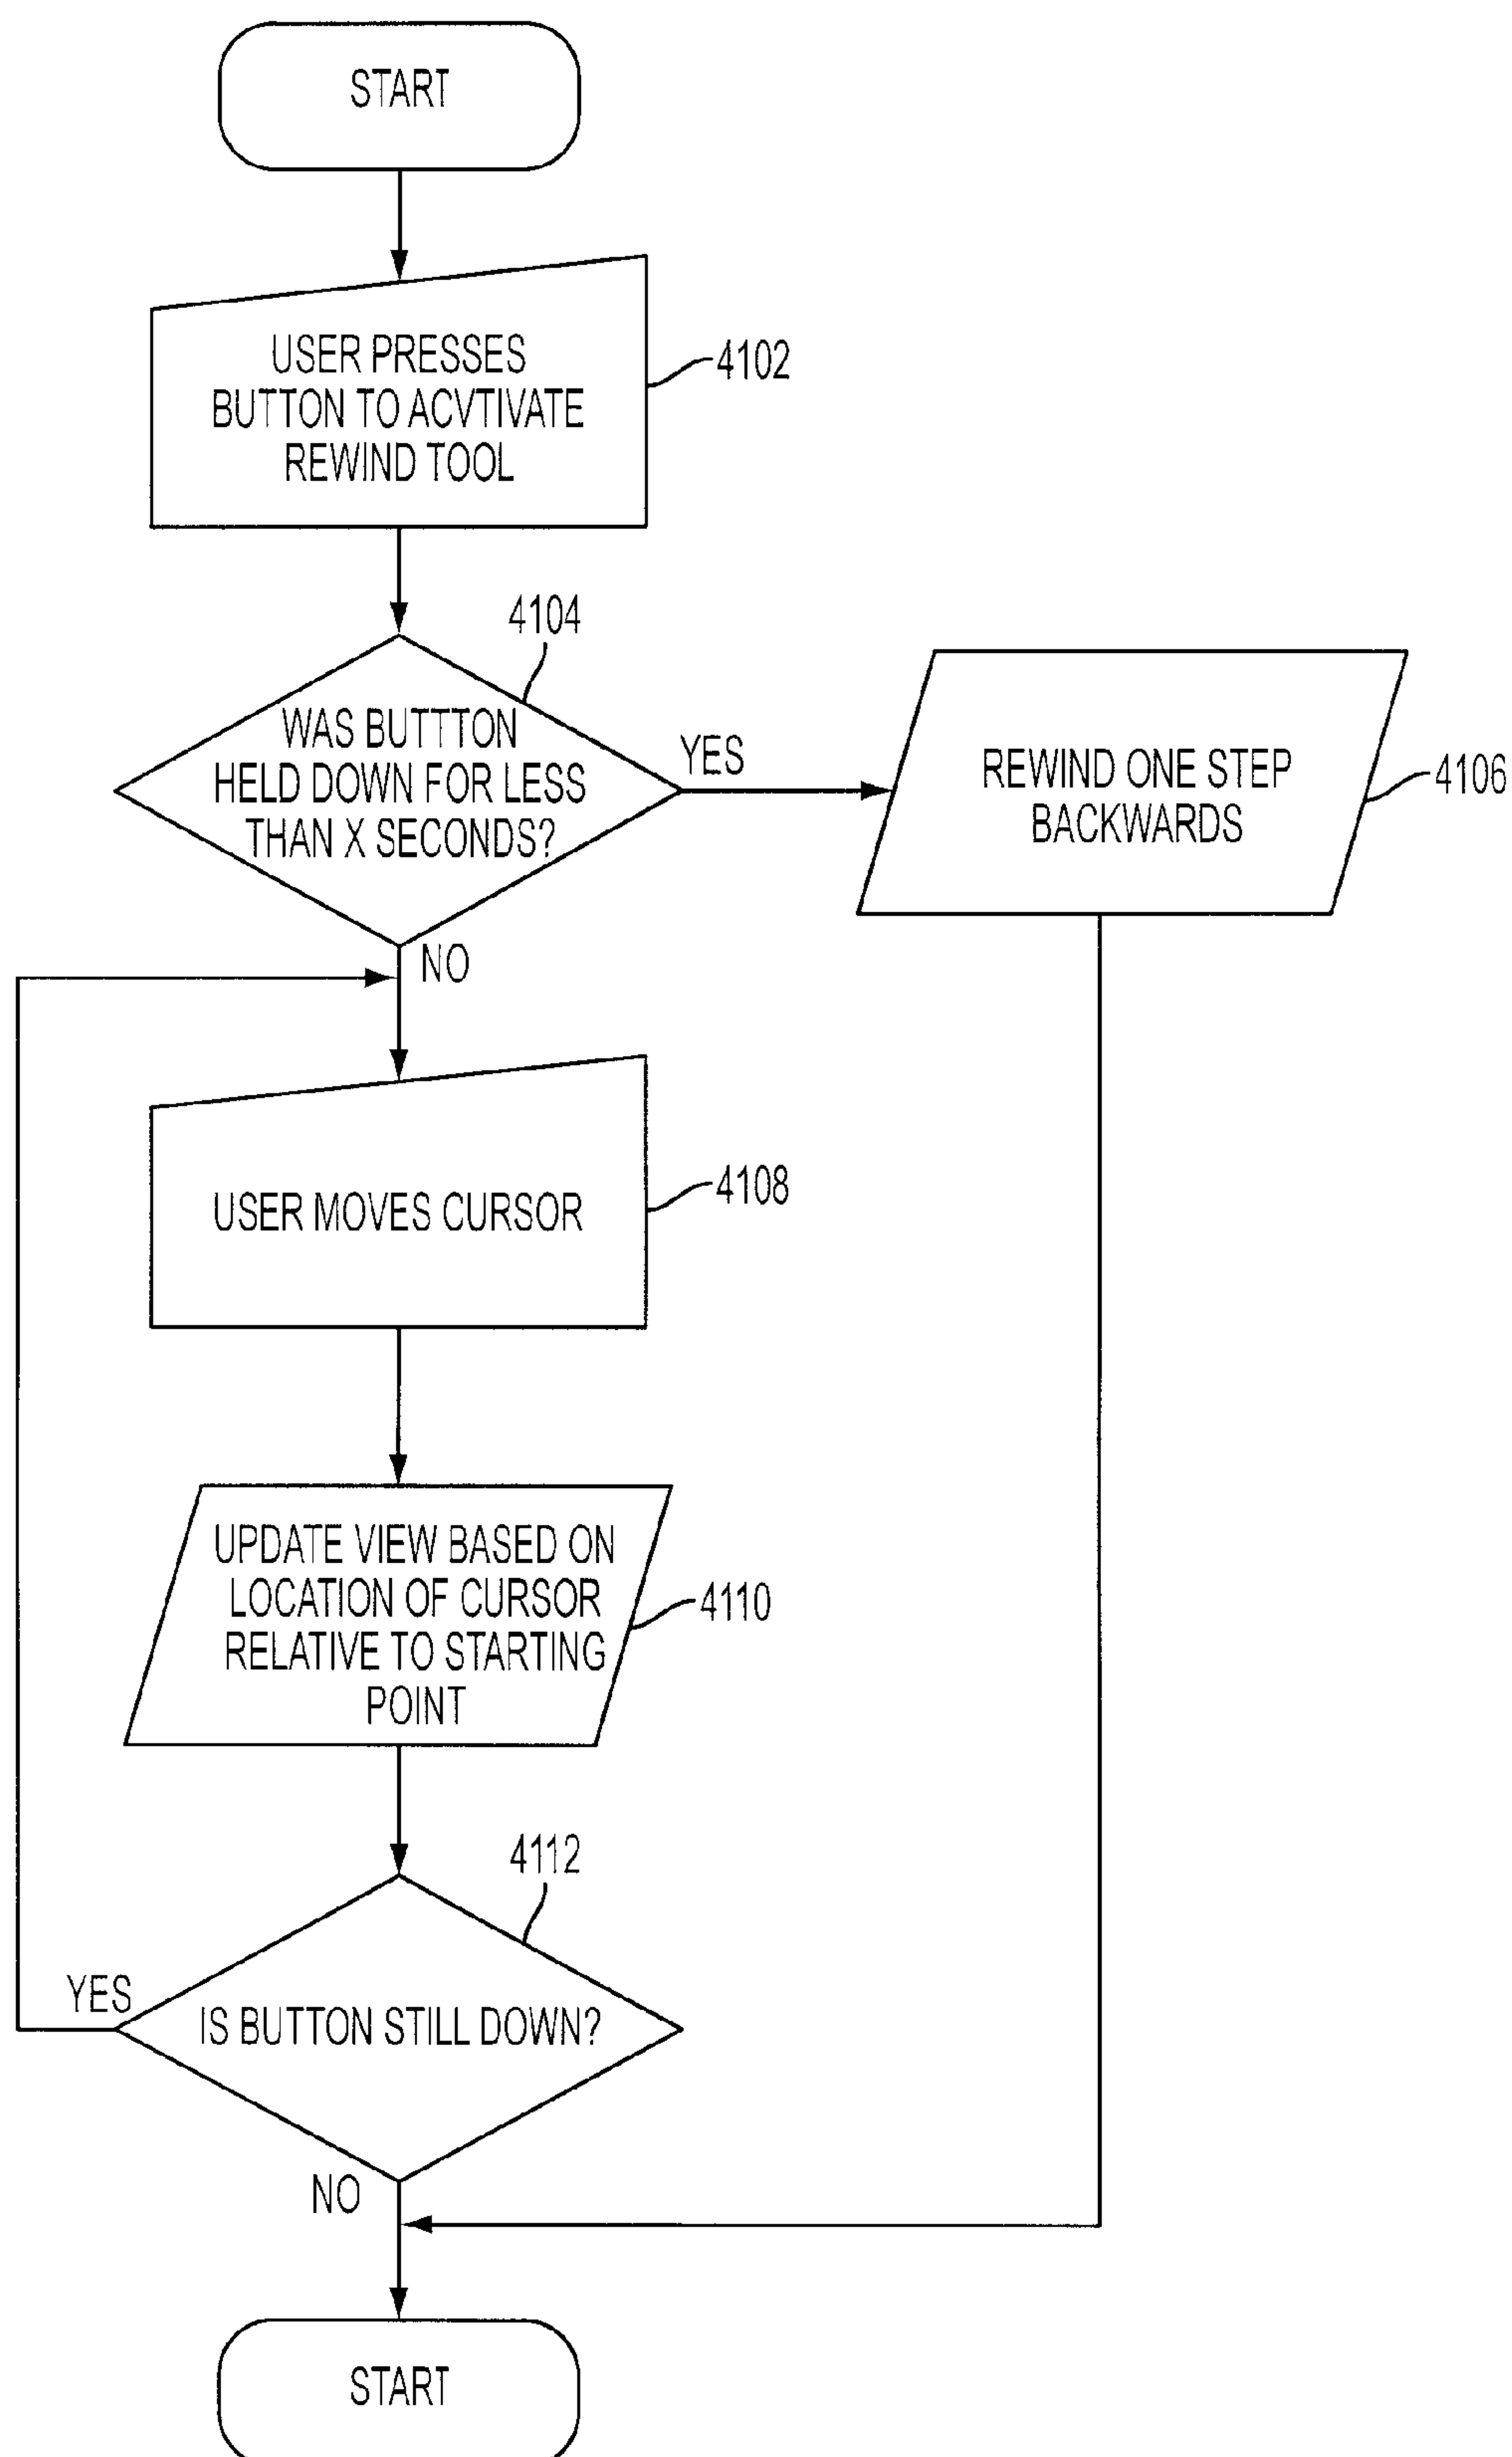 START
USER PRESSES
BUTTON TO ACVTIVATE
REWIND TOOL
4102
4104
WAS BUTTTON
HELD DOWN FOR LESS
THAN X SECONDS?
YES
REWIND ONE STEP
BACKWARDS
4106
NO
USER MOVES CURSOR
4108
UPDATE VIEW BASED ON
LOCATION OF CURSOR
RELATIVE TO STARTING
POINT
4110
4112
YES
IS BUTTON STILL DOWN?
NO
START